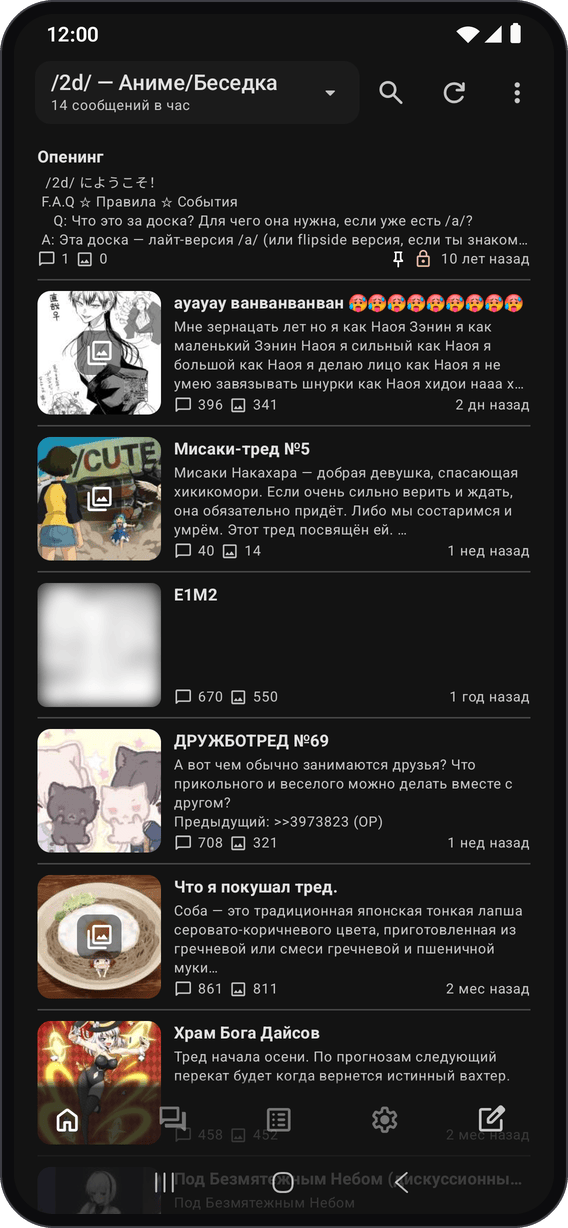 12:00
/2d/ — Аниме/Беседка
14 сообщений в час
Опенинг
/2d/ にようこそ!
F.A.Q ☆ Правила ☆ События
Q: Что это за доска? Для чего она нужна, если уже есть /a/?
A: Эта доска — лайт-версия /a/ (или flipside версия, если ты знаком…
1 0 10 лет назад
ауауау ванванванван 🥵🥵🥵🥵🥵🥵🥵🥵🥵
Мне зернацать лет но я как Наоя Зэнин я как
маленький Зэнин Наоя я сильный как Наоя я
большой как Наоя я делаю лицо как Наоя я не
умею завязывать шнурки как Наоя хидои нааа х…
直哉
396 341 2 дн назад
/CUTE
Мисаки-тред №5
Мисаки Накахара — добрая девушка, спасающая
хикикомори. Если очень сильно верить и ждать,
она обязательно придёт. Либо мы состаримся и
умрём. Этот тред посвящён ей. …
40 14 1 нед назад
E1M2
670 550 1 год назад
ДРУЖБОТРЕД №69
А вот чем обычно занимаются друзья? Что
прикольного и веселого можно делать вместе с
другом?
Предыдущий: >>3973823 (OP)
708 321 1 нед назад
Что я покушал тред.
Соба — это традиционная японская тонкая лапша
серовато-коричневого цвета, приготовленная из
гречневой или смеси гречневой и пшеничной
муки…
861 811 2 мес назад
Храм Бога Дайсов
Тред начала осени. По прогнозам следующий
перекат будет когда вернется истинный вахтер.
458 452 2 мес назад
Под Безмятежным Небом (дискуссионны…
Под Безмятежным Небом